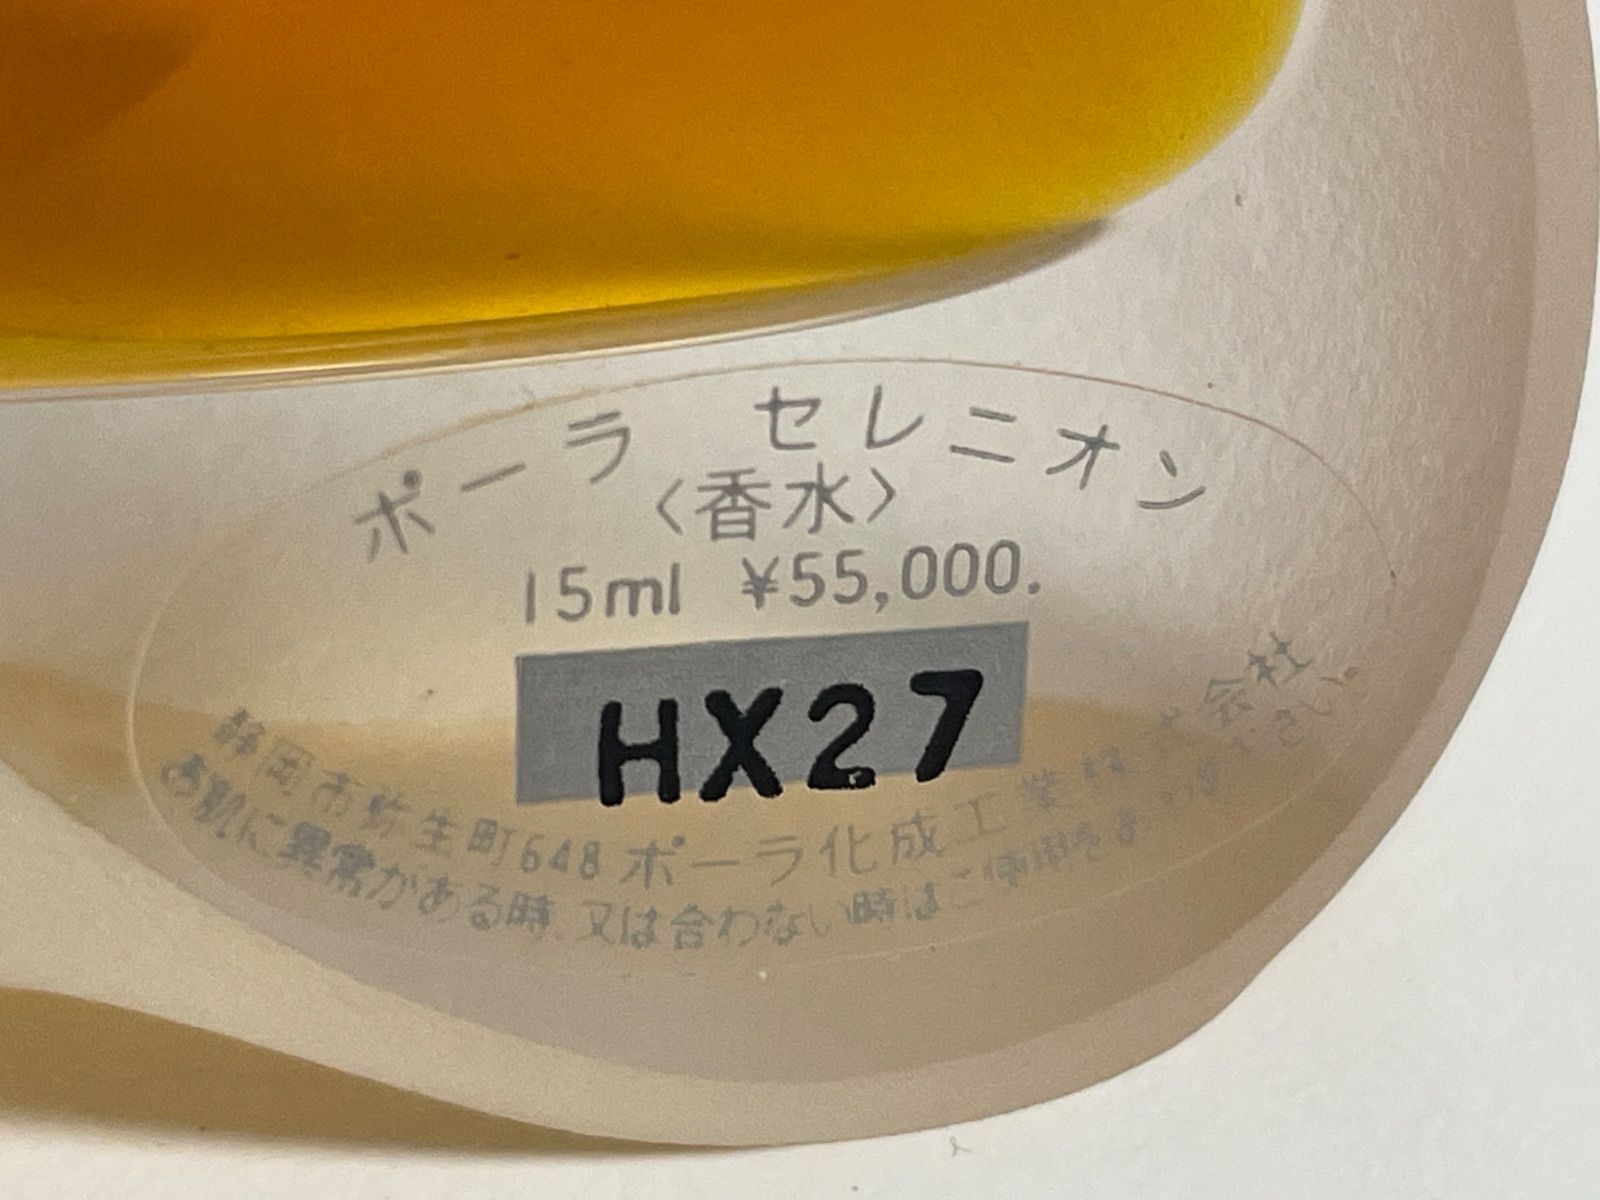 ポーラ セレニオン
〈香水〉
15ml ¥55,000.
HX27
静岡市弥生町648 ポーラ化成工業株式会社
お肌に異常がある時、又は合わない時はご使用をおやめ下さい。